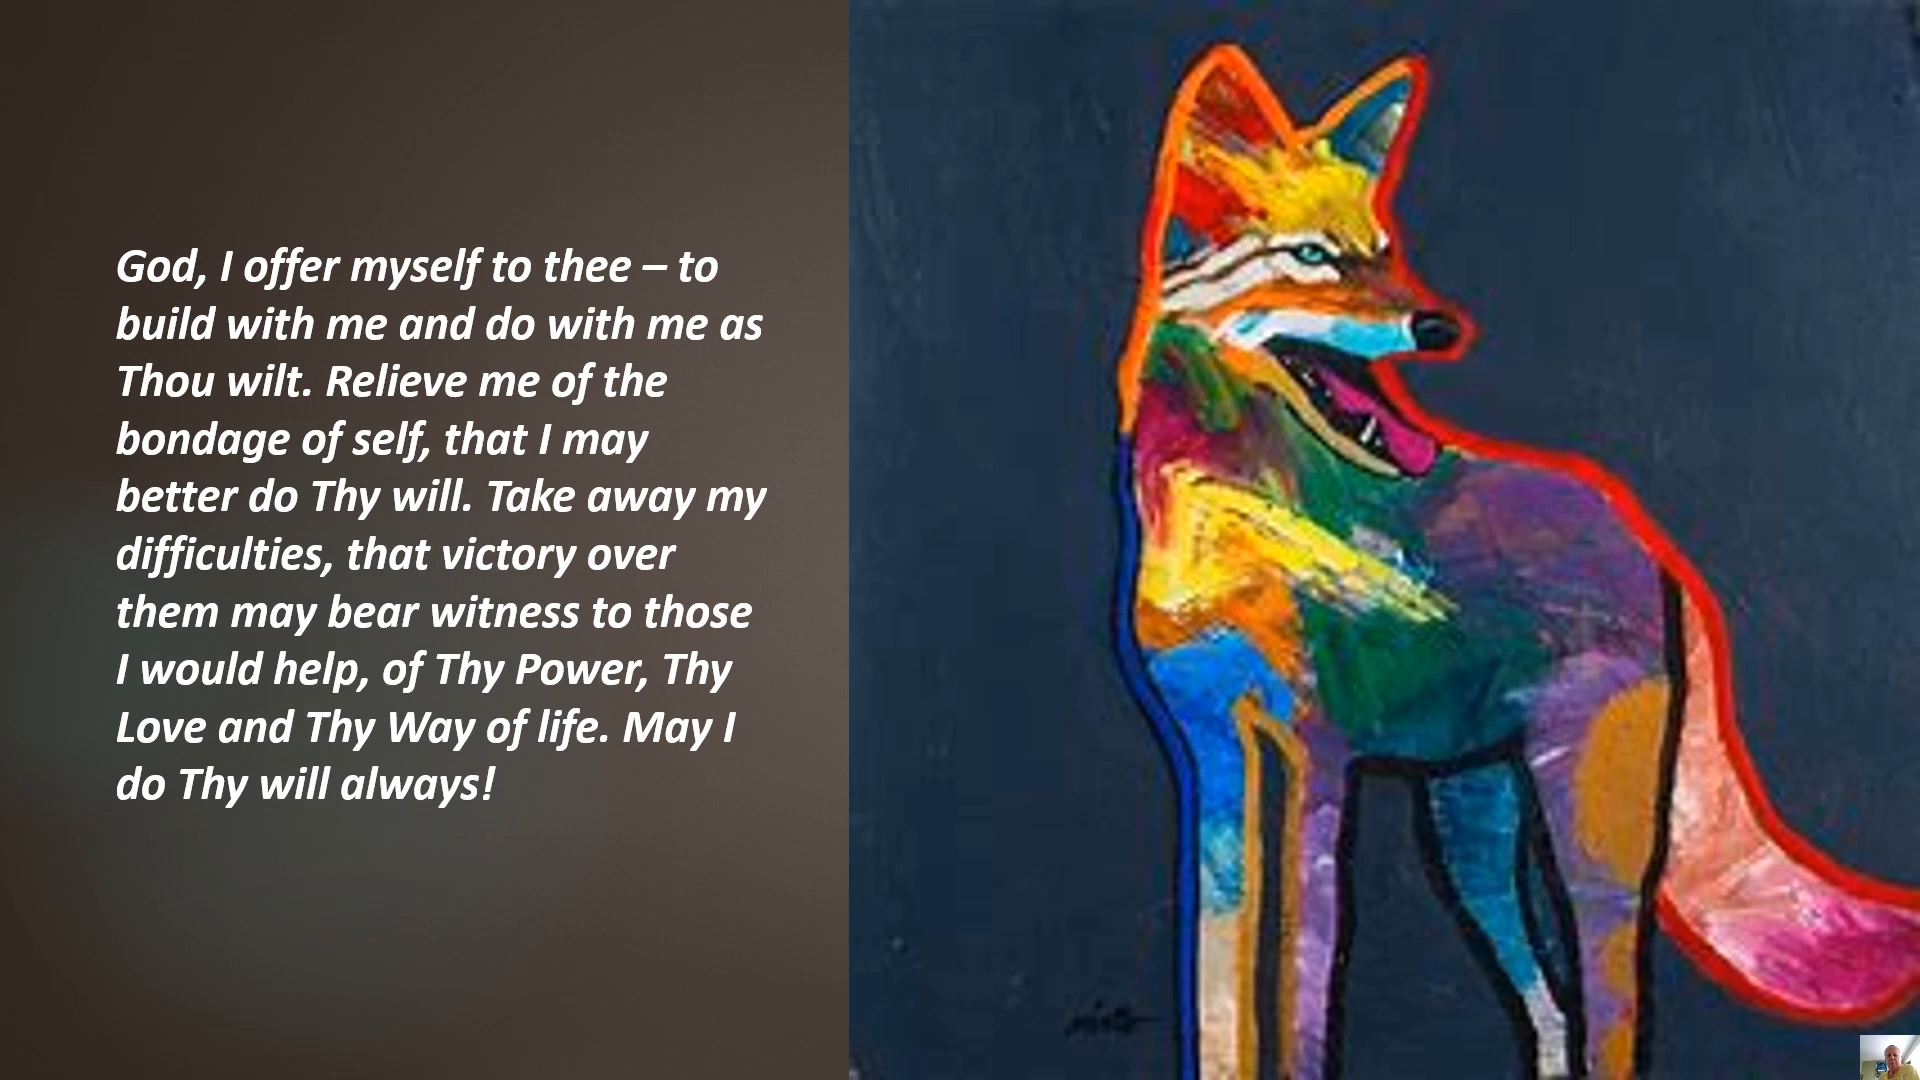 God, I offer myself to thee – to
build with me and do with me as
Thou wilt. Relieve me of the
bondage of self, that I may
better do Thy will. Take away my
difficulties, that victory over
them may bear witness to those
I would help, of Thy Power, Thy
Love and Thy Way of life. May I
do Thy will always!